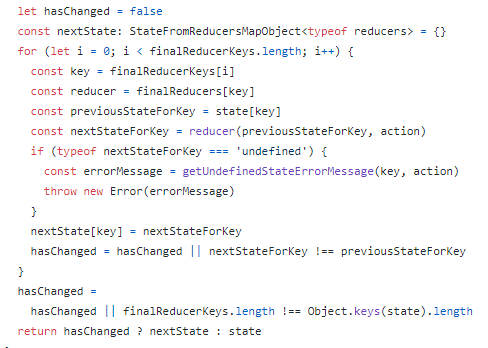 let hasChanged = false
const nextState: StateFromReducersMapObject<typeof reducers> = {}
for (let i = 0; i < finalReducerKeys.length; i++) {
  const key = finalReducerKeys[i]
  const reducer = finalReducers[key]
  const previousStateForKey = state[key]
  const nextStateForKey = reducer(previousStateForKey, action)
  if (typeof nextStateForKey === 'undefined') {
    const errorMessage = getUndefinedStateErrorMessage(key, action)
    throw new Error(errorMessage)
  }
  nextState[key] = nextStateForKey
  hasChanged = hasChanged || nextStateForKey !== previousStateForKey
}
hasChanged =
  hasChanged || finalReducerKeys.length !== Object.keys(state).length
return hasChanged ? nextState : state